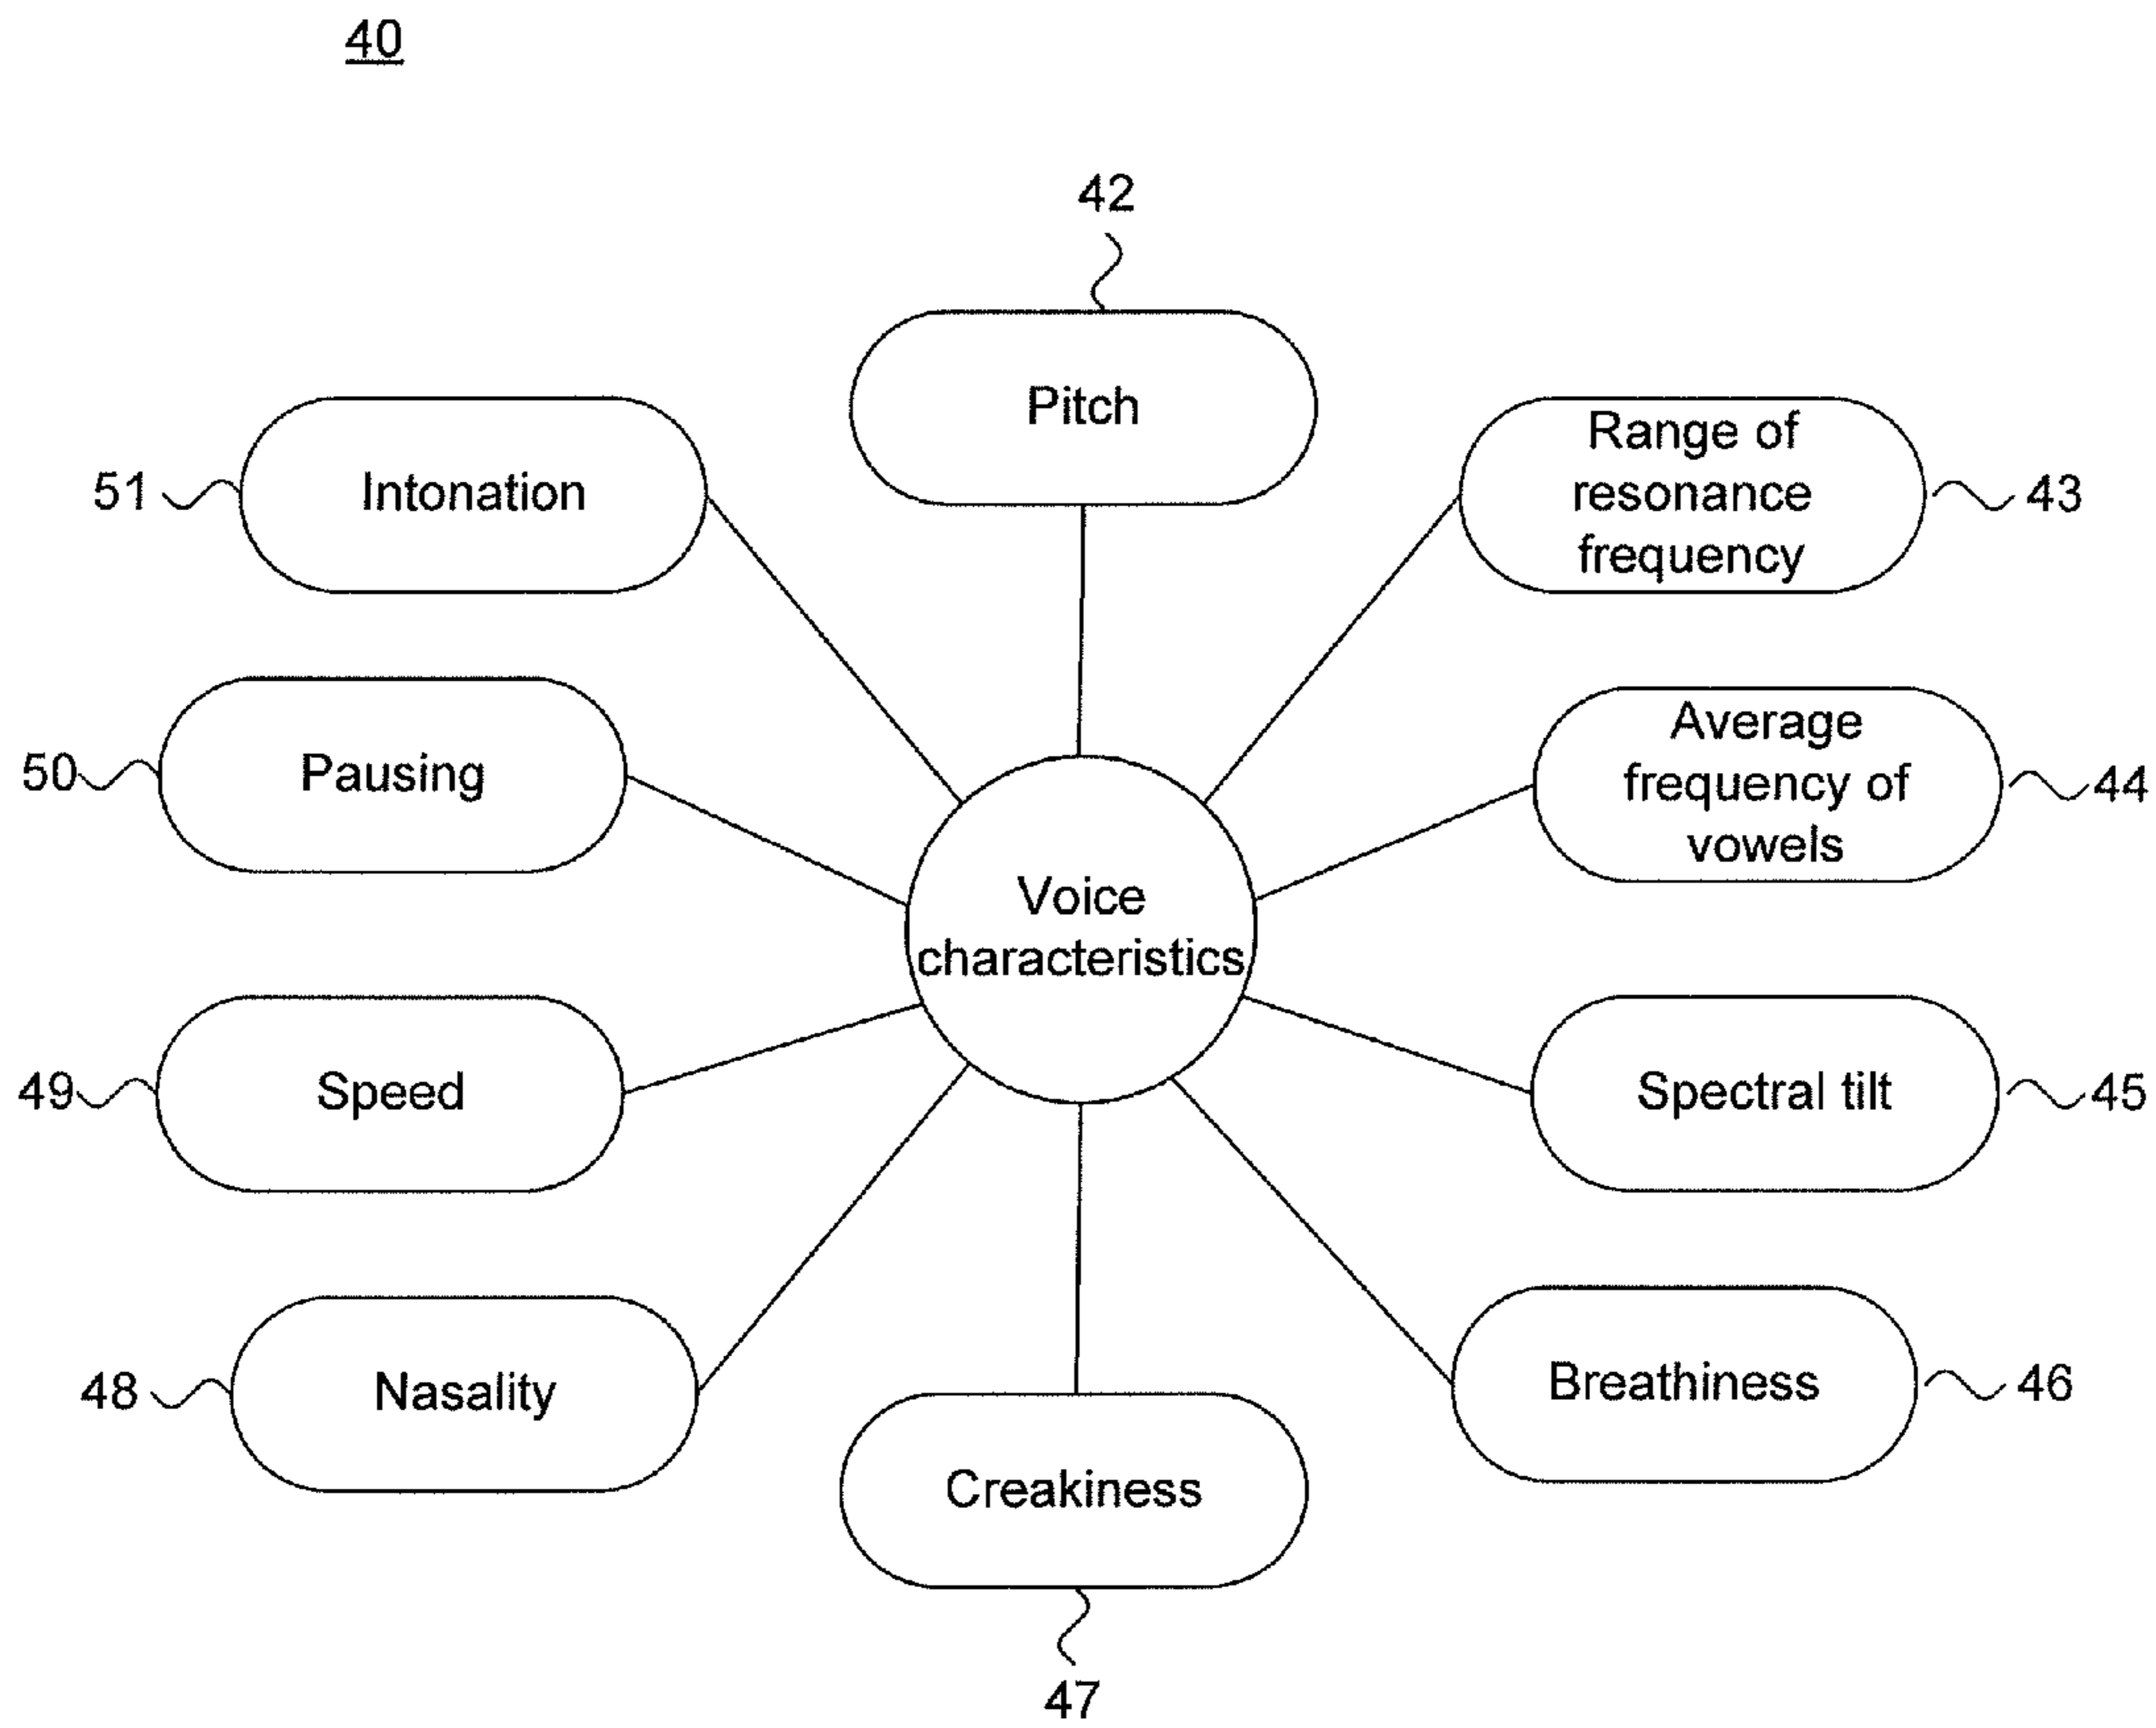 40
42
Pitch
51
Intonation
Range of
resonance
frequency
43
50
Pausing
Average
frequency of
vowels
44
Voice
characteristics
49
Speed
Spectral tilt
45
48
Nasality
Breathiness
46
Creakiness
47